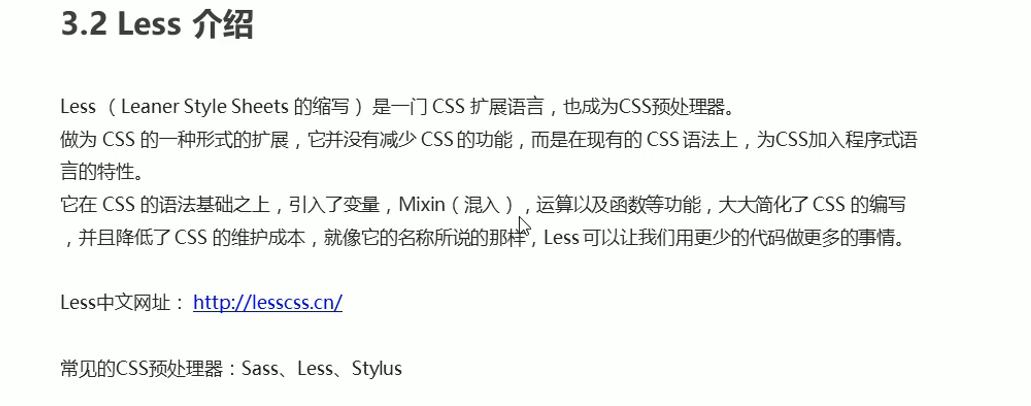 3.2 Less 介绍
Less （ Leaner Style Sheets 的缩写 ） 是一门 CSS 扩展语言，也成为CSS预处理器。
做为 CSS 的一种形式的扩展，它并没有减少 CSS 的功能，而是在现有的 CSS 语法上，为CSS加入程序式语
言的特性。
它在 CSS 的语法基础之上，引入了变量，Mixin（混入），运算以及函数等功能，大大简化了 CSS 的编写
，并且降低了 CSS 的维护成本，就像它的名称所说的那样，Less 可以让我们用更少的代码做更多的事情。
Less中文网址： http://lesscss.cn/
常见的CSS预处理器：Sass、Less、Stylus